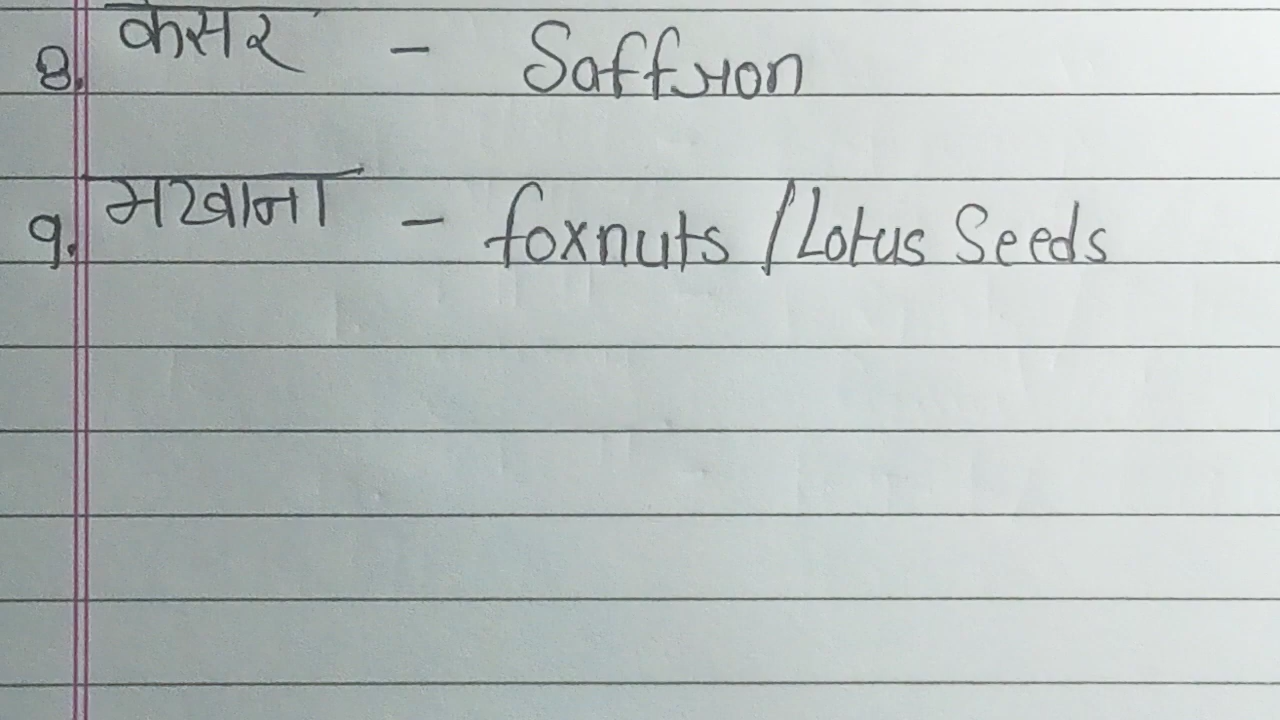 8. केसर - Saffron
9. मखाना - foxnuts / Lotus Seeds